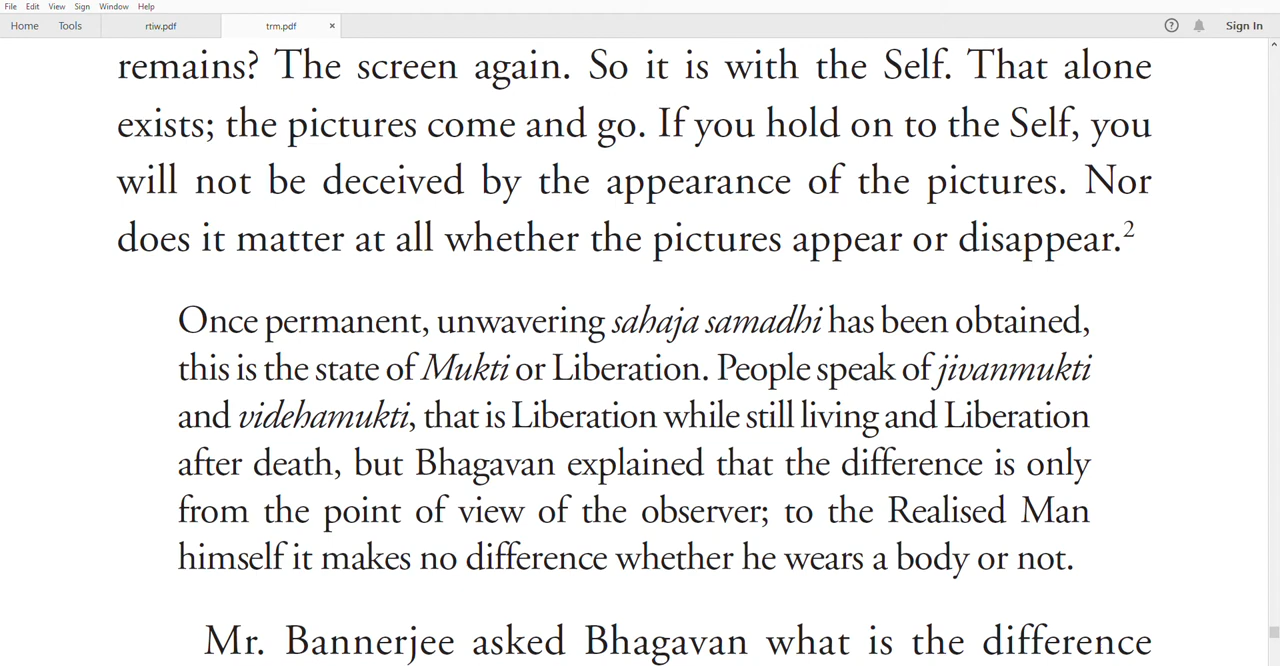 File Edit View Sign Window Help
Home Tools rtiw.pdf trm.pdf × ? Sign In
remains? The screen again. So it is with the Self. That alone
exists; the pictures come and go. If you hold on to the Self, you
will not be deceived by the appearance of the pictures. Nor
does it matter at all whether the pictures appear or disappear.²
Once permanent, unwavering sahaja samadhi has been obtained,
this is the state of Mukti or Liberation. People speak of jivanmukti
and videhamukti, that is Liberation while still living and Liberation
after death, but Bhagavan explained that the difference is only
from the point of view of the observer; to the Realised Man
himself it makes no difference whether he wears a body or not.
Mr. Bannerjee asked Bhagavan what is the difference